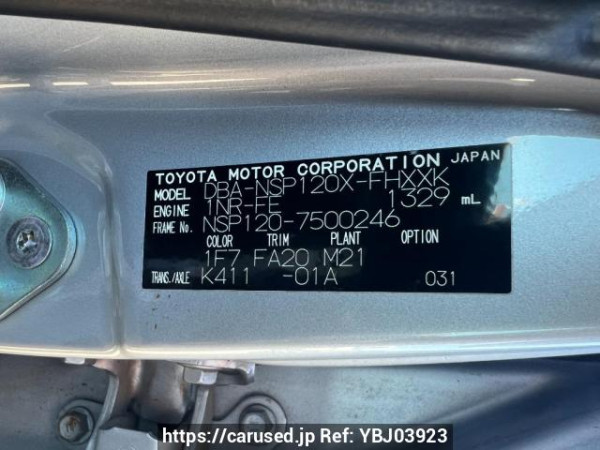 TOYOTA MOTOR CORPORATION JAPAN
MODEL DBA-NSP120X-FHXXK
ENGINE 1NR-FE 1329 mL
FRAME No. NSP120-7500246
COLOR TRIM PLANT OPTION
1F7 FA20 M21
TRANS./AXLE K411 -01A 031
https://carused.jp Ref: YBJ03923